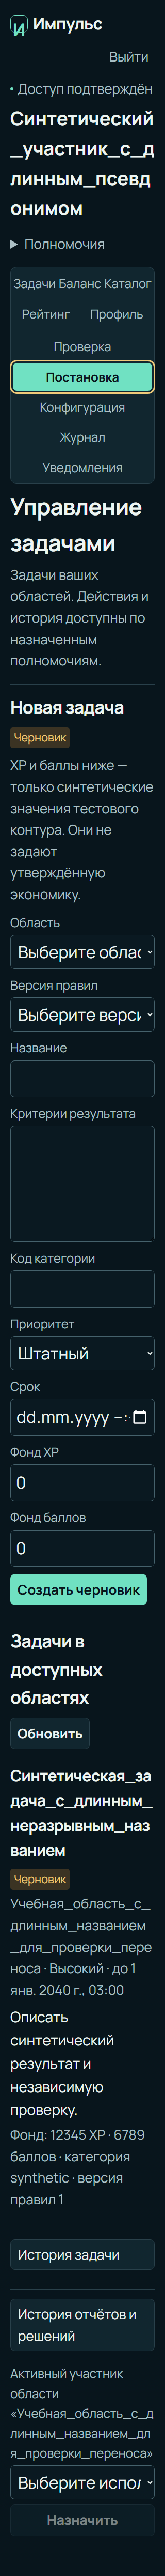 Импульс
Выйти
Доступ подтверждён
Синтетический
_участник_с_д
линным_псевд
онимом
Полномочия
Задачи Баланс Каталог
Рейтинг Профиль
Проверка
Постановка
Конфигурация
Журнал
Уведомления
Управление
задачами
Задачи ваших
областей. Действия и
история доступны по
назначенным
полномочиям.
Новая задача
Черновик
XP и баллы ниже —
только синтетические
значения тестового
контура. Они не
задают
утверждённую
экономику.
Область
Выберите облас
Версия правил
Выберите верси
Название
Критерии результата
Код категории
Приоритет
Штатный
Срок
dd.mm.yyyy --:
Фонд XP
0
Фонд баллов
0
Создать черновик
Задачи в
доступных
областях
Обновить
Синтетическая_за
дача_с_длинным_
неразрывным_наз
ванием
Черновик
Учебная_область_с_
длинным_названием
_для_проверки_пере
носа · Высокий · до 1
янв. 2040 г., 03:00
Описать
синтетический
результат и
независимую
проверку.
Фонд: 12345 XP · 6789
баллов · категория
synthetic · версия
правил 1
История задачи
История отчётов и
решений
Активный участник
области
«Учебная_область_с_д
линным_названием_дл
я_проверки_переноса»
Выберите испол
Назначить